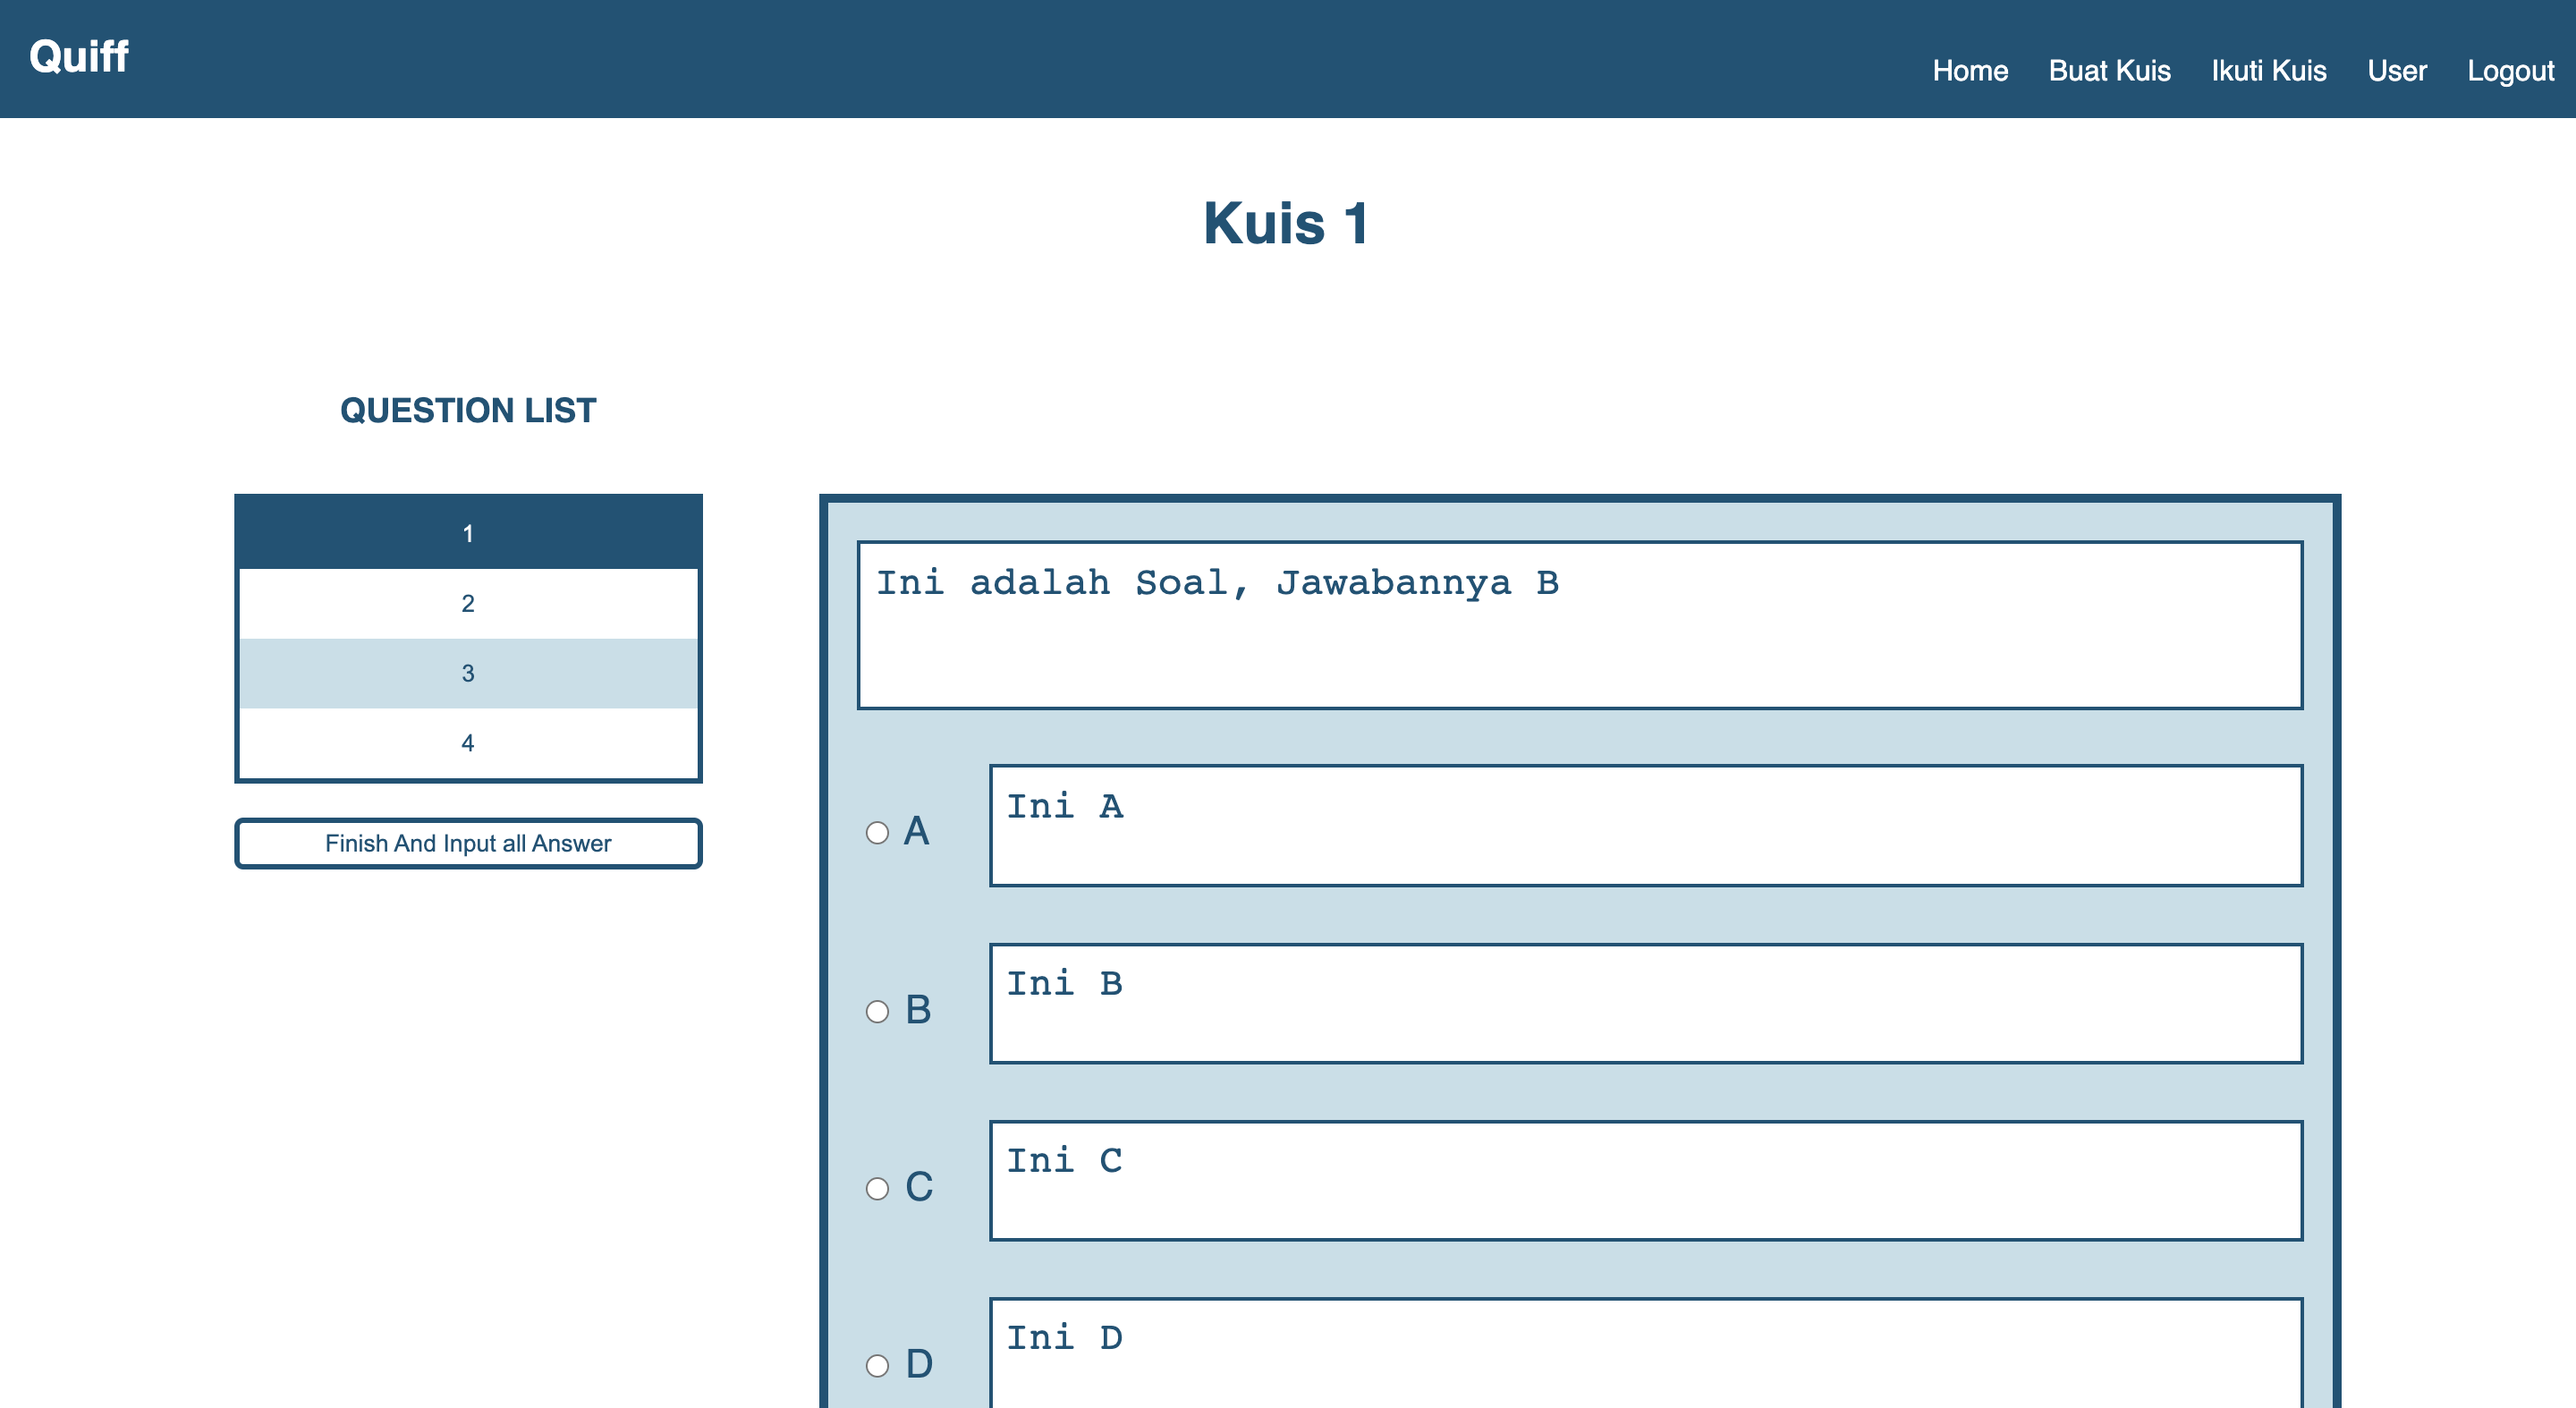 Quiff
Home Buat Kuis Ikuti Kuis User Logout
Kuis 1
QUESTION LIST
1
2
3
4
Finish And Input all Answer
Ini adalah Soal, Jawabannya B
A Ini A
B Ini B
C Ini C
D Ini D